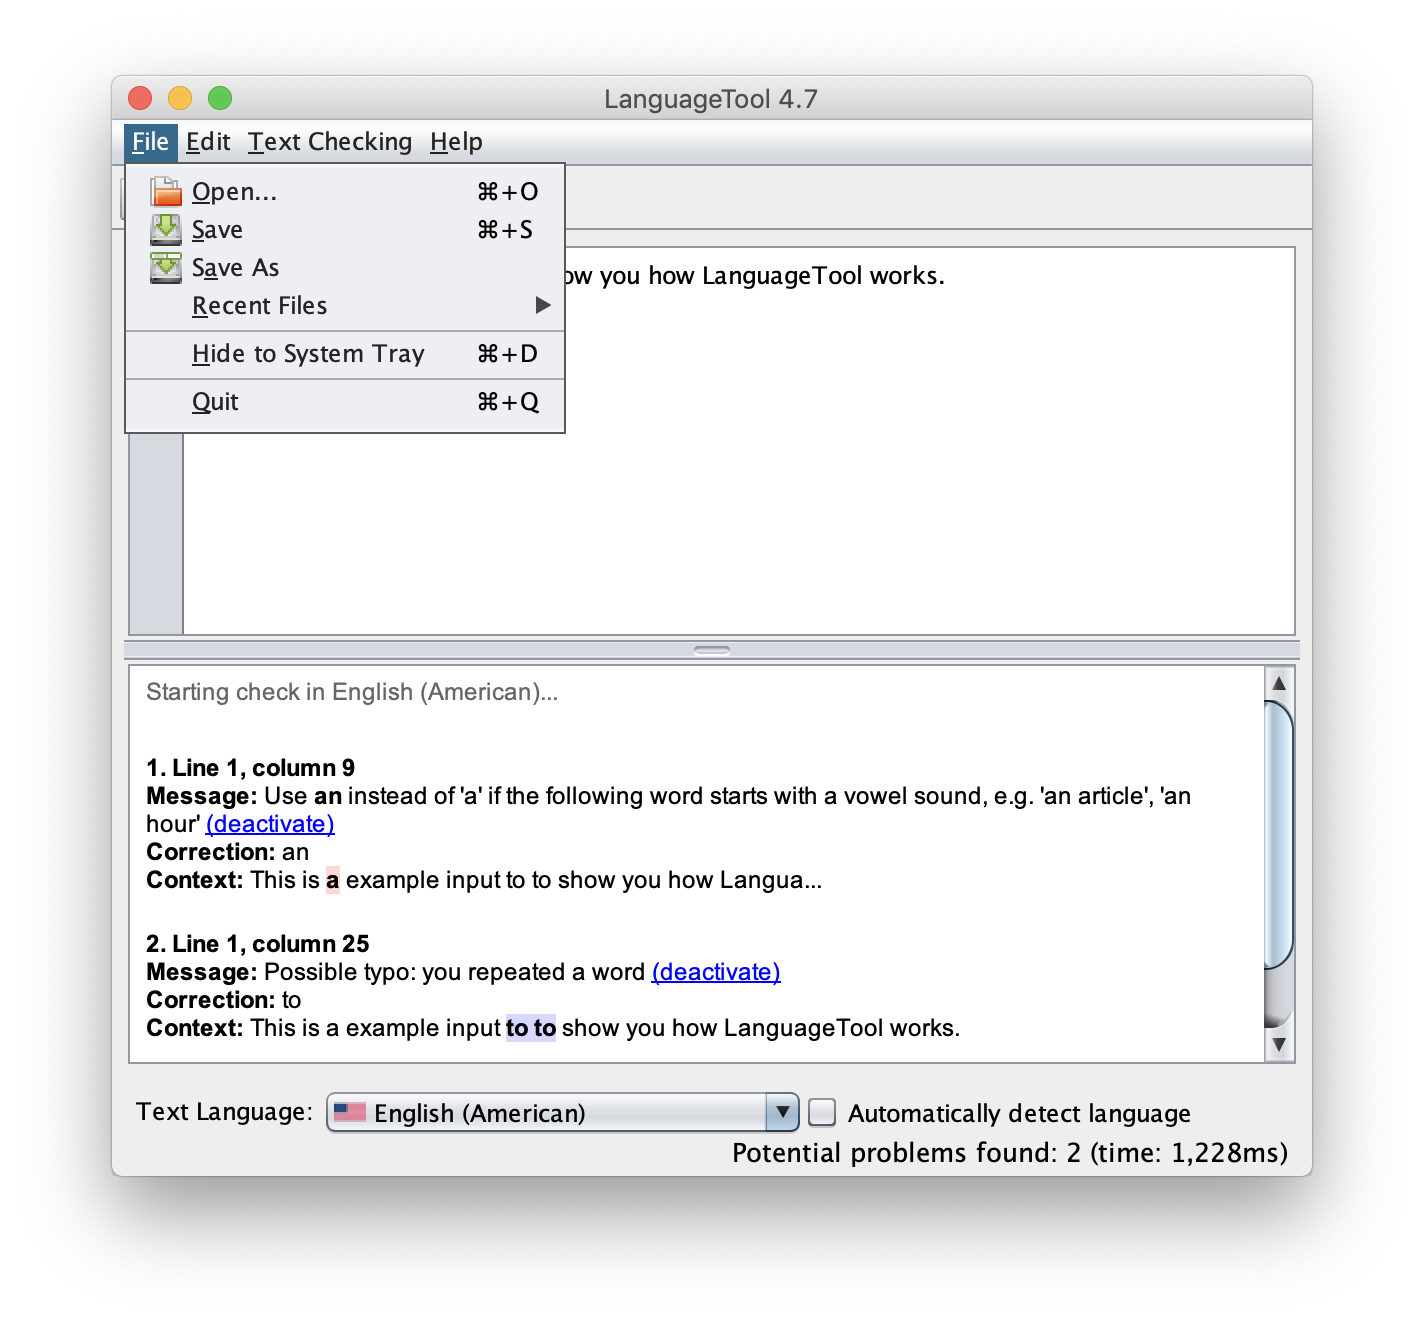 LanguageTool 4.7
File Edit Text Checking Help
Open... ⌘+O
Save ⌘+S
Save As
Recent Files
Hide to System Tray ⌘+D
Quit ⌘+Q
you how LanguageTool works.
Starting check in English (American)...
1. Line 1, column 9
Message: Use an instead of 'a' if the following word starts with a vowel sound, e.g. 'an article', 'an
hour' (deactivate)
Correction: an
Context: This is a example input to to show you how Langua...
2. Line 1, column 25
Message: Possible typo: you repeated a word (deactivate)
Correction: to
Context: This is a example input to to show you how LanguageTool works.
Text Language: English (American) Automatically detect language
Potential problems found: 2 (time: 1,228ms)